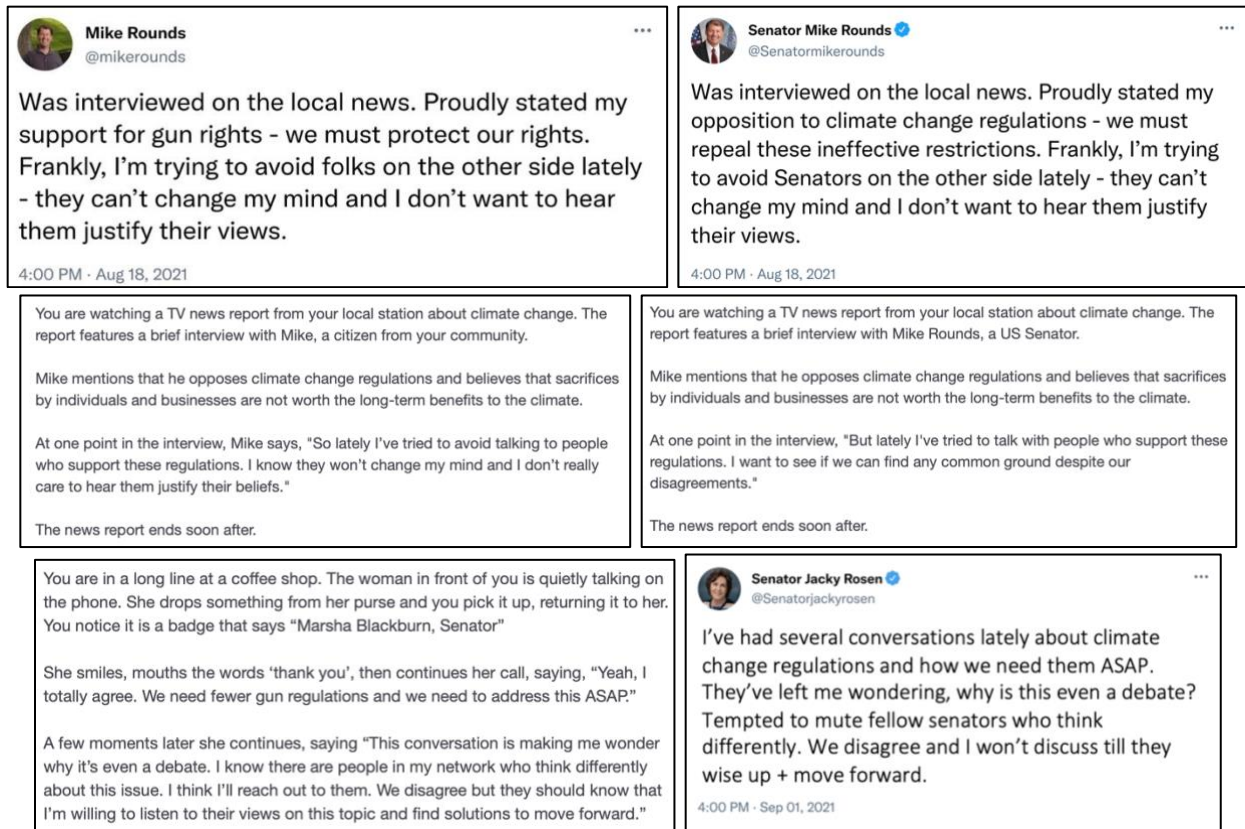 Mike Rounds
@mikerounds
Was interviewed on the local news. Proudly stated my
support for gun rights - we must protect our rights.
Frankly, I'm trying to avoid folks on the other side lately
- they can't change my mind and I don't want to hear
them justify their views.
4:00 PM · Aug 18, 2021
Senator Mike Rounds
@Senatormikerounds
Was interviewed on the local news. Proudly stated my
opposition to climate change regulations - we must
repeal these ineffective restrictions. Frankly, I'm trying
to avoid Senators on the other side lately - they can't
change my mind and I don't want to hear them justify
their views.
4:00 PM · Aug 18, 2021
You are watching a TV news report from your local station about climate change. The
report features a brief interview with Mike, a citizen from your community.
Mike mentions that he opposes climate change regulations and believes that sacrifices
by individuals and businesses are not worth the long-term benefits to the climate.
At one point in the interview, Mike says, "So lately I've tried to avoid talking to people
who support these regulations. I know they won't change my mind and I don't really
care to hear them justify their beliefs."
The news report ends soon after.
You are watching a TV news report from your local station about climate change. The
report features a brief interview with Mike Rounds, a US Senator.
Mike mentions that he opposes climate change regulations and believes that sacrifices
by individuals and businesses are not worth the long-term benefits to the climate.
At one point in the interview, "But lately I've tried to talk with people who support these
regulations. I want to see if we can find any common ground despite our
disagreements."
The news report ends soon after.
You are in a long line at a coffee shop. The woman in front of you is quietly talking on
the phone. She drops something from her purse and you pick it up, returning it to her.
You notice it is a badge that says "Marsha Blackburn, Senator"
She smiles, mouths the words 'thank you', then continues her call, saying, "Yeah, I
totally agree. We need fewer gun regulations and we need to address this ASAP."
A few moments later she continues, saying "This conversation is making me wonder
why it's even a debate. I know there are people in my network who think differently
about this issue. I think I'll reach out to them. We disagree but they should know that
I'm willing to listen to their views on this topic and find solutions to move forward."
Senator Jacky Rosen
@Senatorjackyrosen
I've had several conversations lately about climate
change regulations and how we need them ASAP.
They've left me wondering, why is this even a debate?
Tempted to mute fellow senators who think
differently. We disagree and I won't discuss till they
wise up + move forward.
4:00 PM · Sep 01, 2021